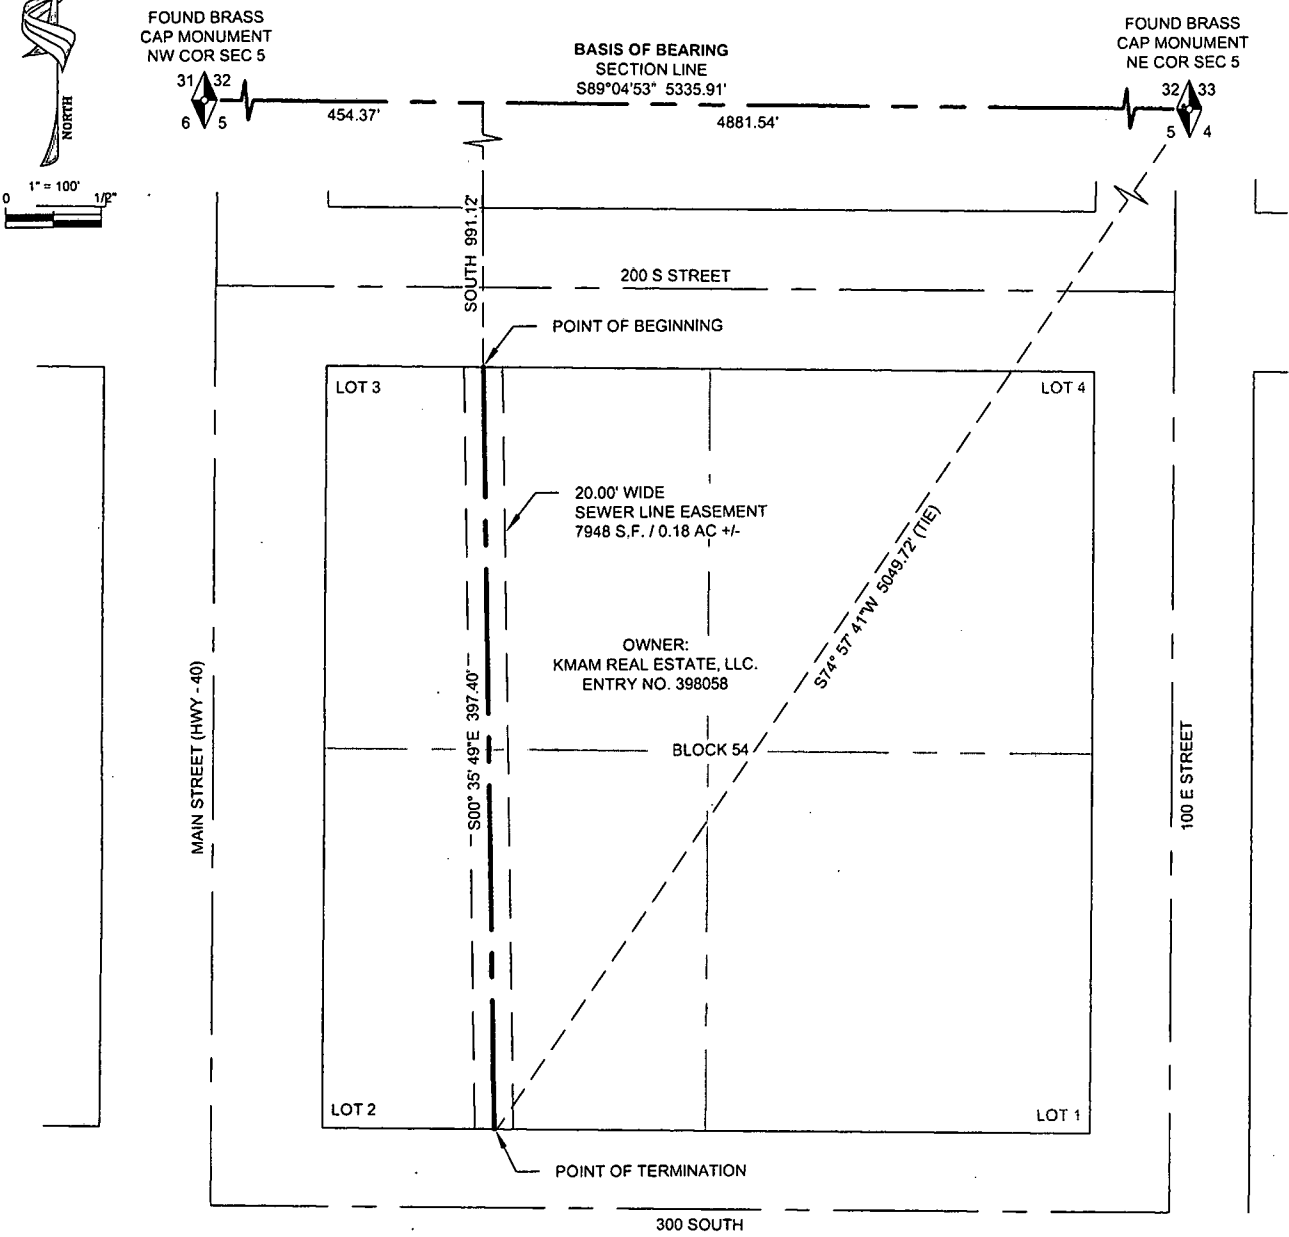 FOUND BRASS
CAP MONUMENT
NW COR SEC 5
31 32
6 5
BASIS OF BEARING
SECTION LINE
S89°04'53" 5335.91'
454.37'
4881.54'
FOUND BRASS
CAP MONUMENT
NE COR SEC 5
32 33
5 4
NORTH
1" = 100'
0 1/2"
SOUTH 991.12'
200 S STREET
POINT OF BEGINNING
LOT 3
LOT 4
20.00' WIDE
SEWER LINE EASEMENT
7948 S.F. / 0.18 AC +/-
S74° 57' 41"W 5049.72' (TIE)
OWNER:
KMAM REAL ESTATE, LLC.
ENTRY NO. 398058
S00° 35' 49"E 397.40'
MAIN STREET (HWY - 40)
BLOCK 54
100 E STREET
LOT 2
LOT 1
POINT OF TERMINATION
300 SOUTH